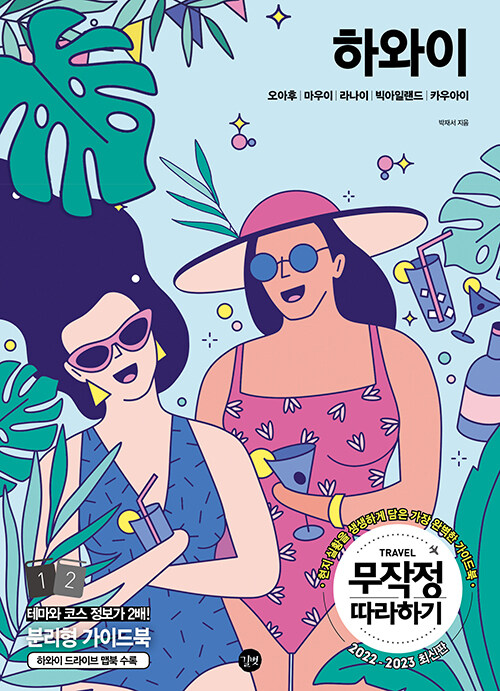 하와이
오아후|마우이|라나이|빅아일랜드|카우아이
박재서 지음
현지 실황을 생생하게 담은 가장 완벽한 가이드북
TRAVEL
무작정
따라하기
2022-2023 최신판
1 2
테마와 코스 정보가 2배!
분리형 가이드북
하와이 드라이브 맵북 수록
길벗